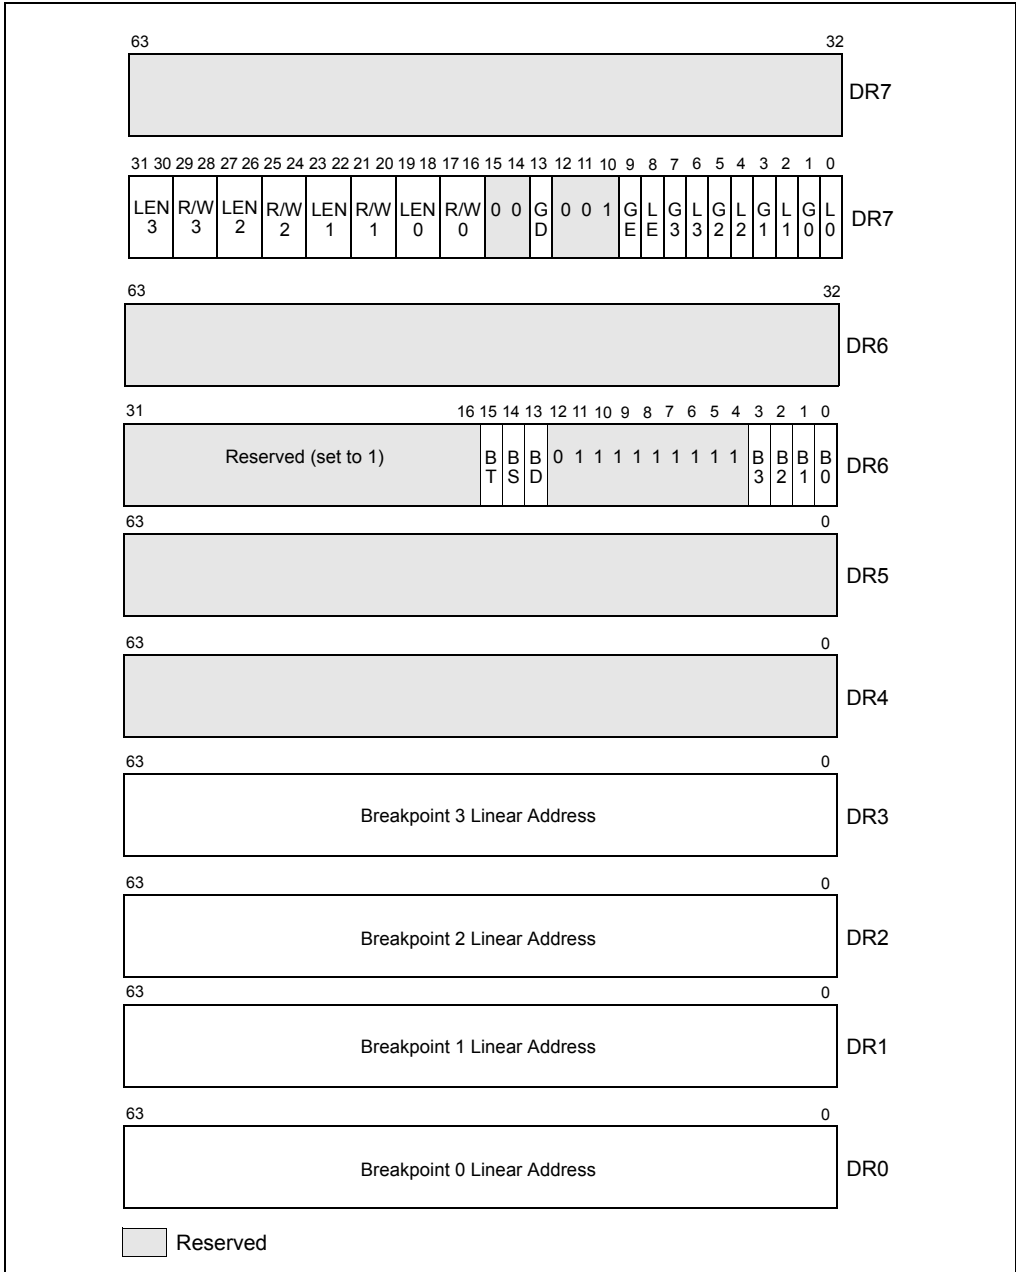 63 32
DR7
31 30 29 28 27 26 25 24 23 22 21 20 19 18 17 16 15 14 13 12 11 10 9 8 7 6 5 4 3 2 1 0
LEN R/W LEN R/W LEN R/W LEN R/W 0 0 G 0 0 1 G L G L G L G L G L
3 3 2 2 1 1 0 0 D E E 3 3 2 2 1 1 0 0
DR7
63 32
DR6
31 16 15 14 13 12 11 10 9 8 7 6 5 4 3 2 1 0
Reserved (set to 1) B B B 0 1 1 1 1 1 1 1 1 B B B B
T S D 3 2 1 0
DR6
63 0
DR5
63 0
DR4
63 0
Breakpoint 3 Linear Address
DR3
63 0
Breakpoint 2 Linear Address
DR2
63 0
Breakpoint 1 Linear Address
DR1
63 0
Breakpoint 0 Linear Address
DR0
Reserved